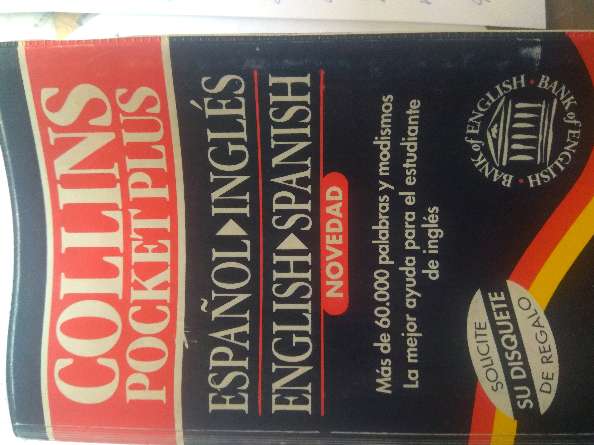 COLLINS
POCKET PLUS
ESPAÑOL▶INGLÉS
ENGLISH▶SPANISH
NOVEDAD
Más de 60.000 palabras y modismos
La mejor ayuda para el estudiante
de inglés
BANK of ENGLISH • BANK of ENGLISH •
SOLICITE
SU DISQUETE
DE REGALO